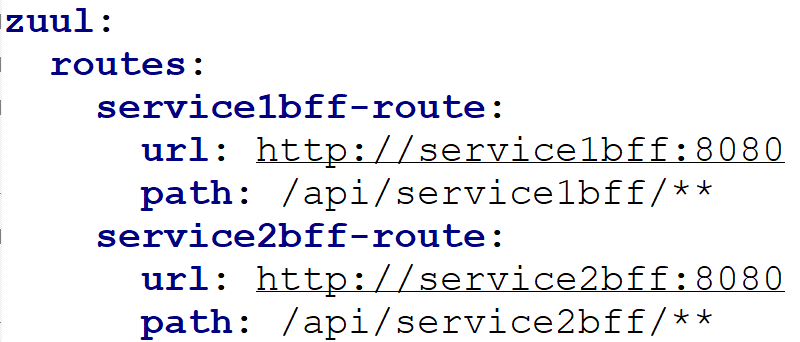 zuul:
routes:
service1bff-route:
url: http://service1bff:8080
path: /api/service1bff/**
service2bff-route:
url: http://service2bff:8080
path: /api/service2bff/**